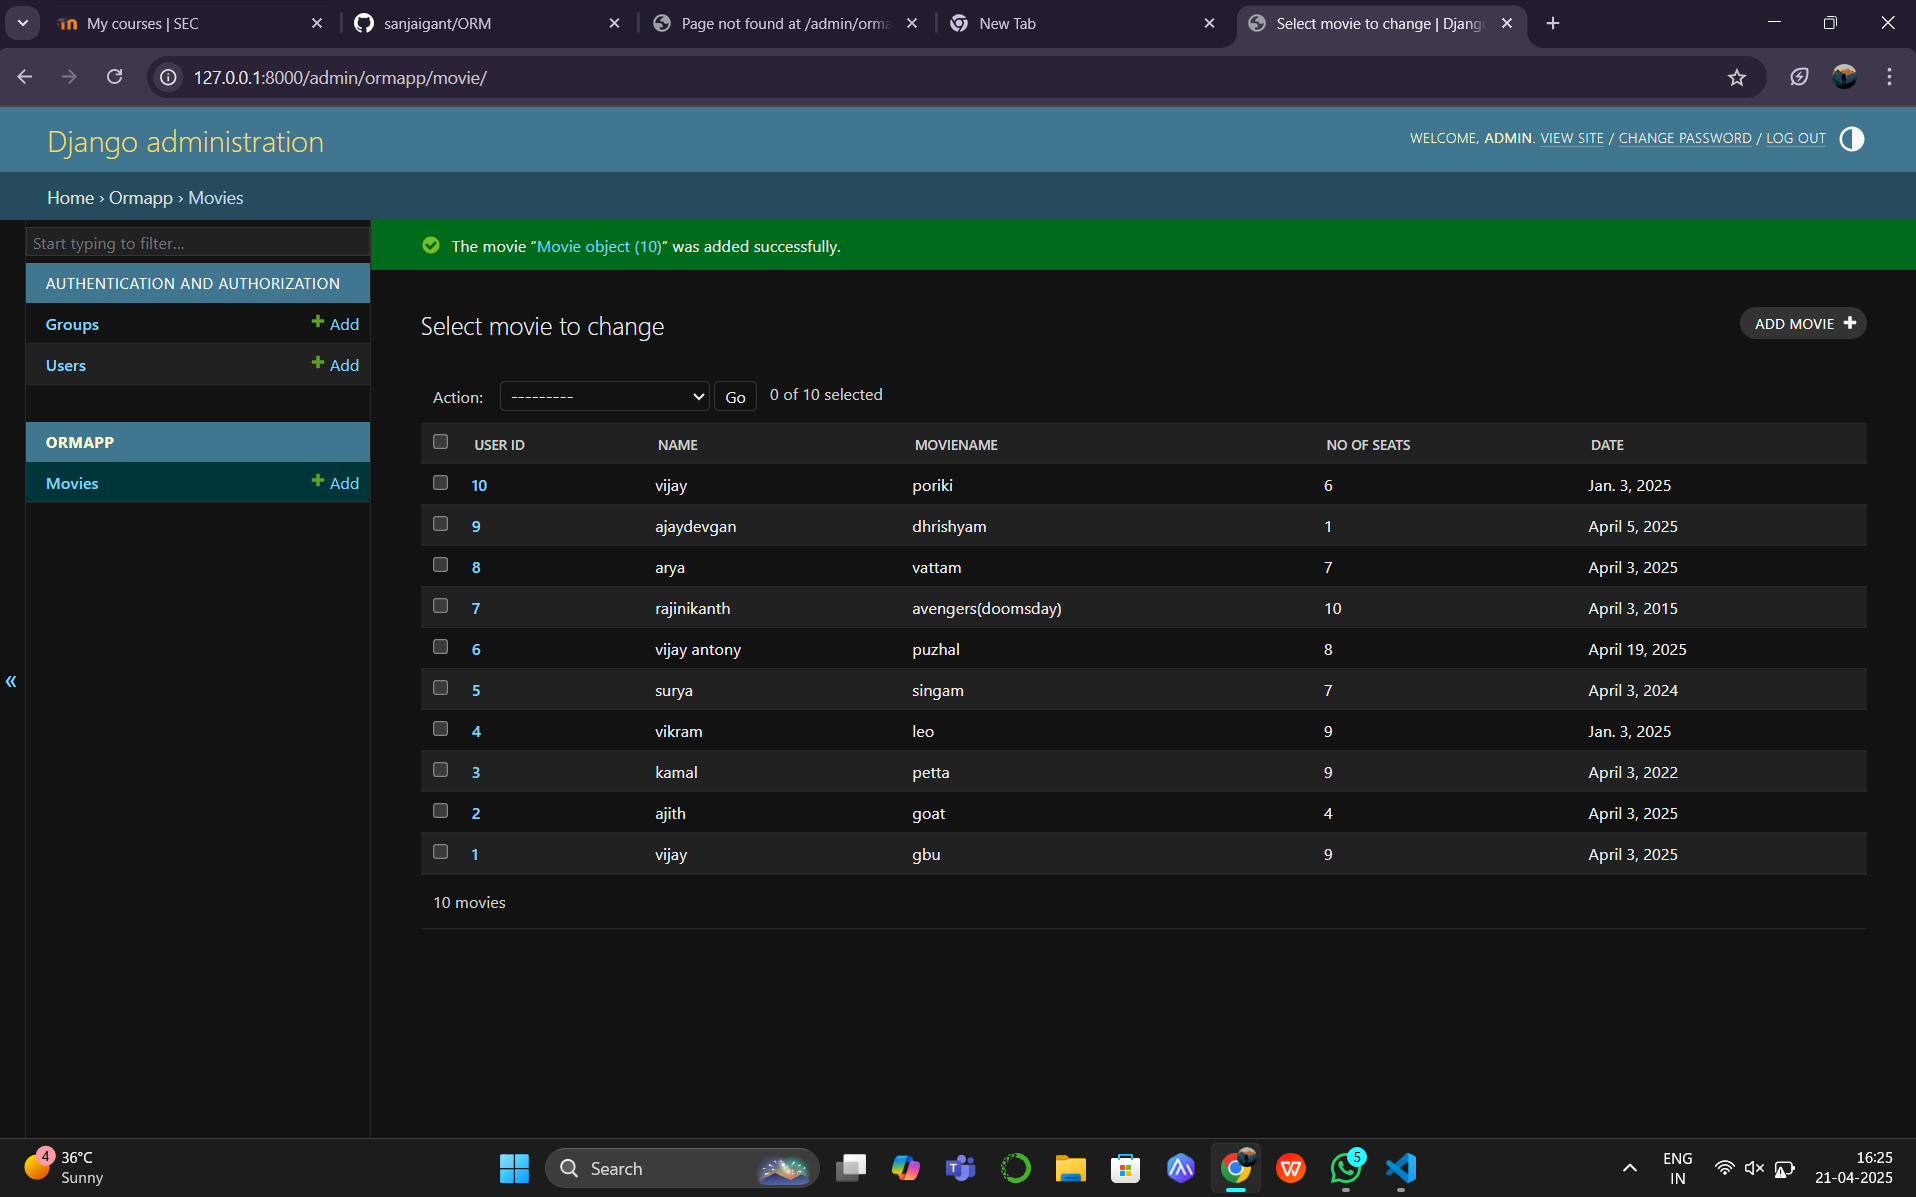 My courses | SEC
sanjaigant/ORM
Page not found at /admin/orma
New Tab
Select movie to change | Djang
127.0.0.1:8000/admin/ormapp/movie/
Django administration
WELCOME, ADMIN. VIEW SITE / CHANGE PASSWORD / LOG OUT
Home › Ormapp › Movies
Start typing to filter...
The movie “Movie object (10)” was added successfully.
AUTHENTICATION AND AUTHORIZATION
Groups Add
Users Add
ORMAPP
Movies Add
Select movie to change
ADD MOVIE
Action: --------- Go 0 of 10 selected
USER ID NAME MOVIENAME NO OF SEATS DATE
10 vijay poriki 6 Jan. 3, 2025
9 ajaydevgan dhrishyam 1 April 5, 2025
8 arya vattam 7 April 3, 2025
7 rajinikanth avengers(doomsday) 10 April 3, 2015
6 vijay antony puzhal 8 April 19, 2025
5 surya singam 7 April 3, 2024
4 vikram leo 9 Jan. 3, 2025
3 kamal petta 9 April 3, 2022
2 ajith goat 4 April 3, 2025
1 vijay gbu 9 April 3, 2025
10 movies
«
4
36°C
Sunny
Search
5
ENG
IN
16:25
21-04-2025